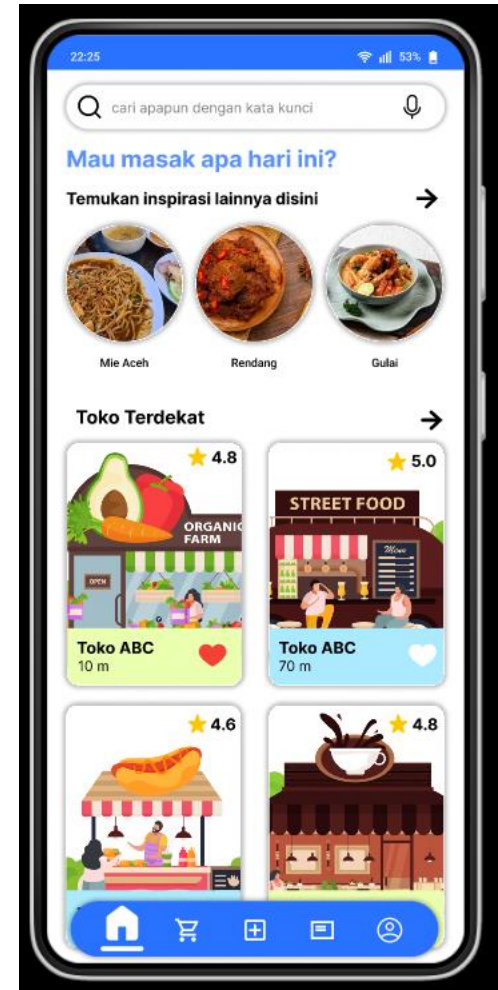 22:25
53%
cari apapun dengan kata kunci
Mau masak apa hari ini?
Temukan inspirasi lainnya disini
Mie Aceh
Rendang
Gulai
Toko Terdekat
4.8
ORGANIC
FARM
OPEN
Toko ABC
10 m
5.0
STREET FOOD
Menu
Toko ABC
70 m
4.6
4.8